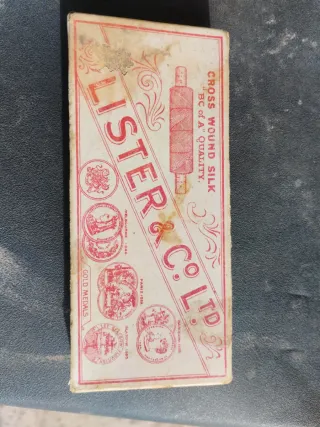 CROSS WOUND SILK
"BC of A" QUALITY.
LISTER & Co. LTD
GOLD MEDALS